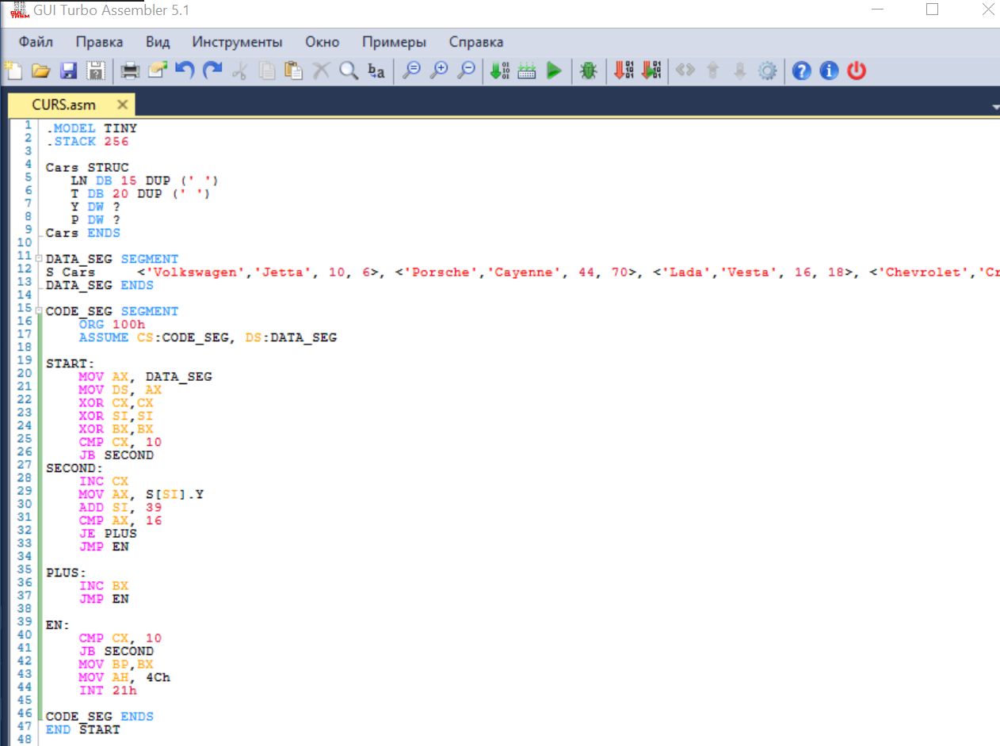 GUI Turbo Assembler 5.1
Файл Правка Вид Инструменты Окно Примеры Справка
CURS.asm
1 .MODEL TINY
2 .STACK 256
3
4 Cars STRUC
5 LN DB 15 DUP (' ')
6 T DB 20 DUP (' ')
7 Y DW ?
8 P DW ?
9 Cars ENDS
10
11 DATA_SEG SEGMENT
12 S Cars <'Volkswagen','Jetta', 10, 6>, <'Porsche','Cayenne', 44, 70>, <'Lada','Vesta', 16, 18>, <'Chevrolet','Cr
13 DATA_SEG ENDS
14
15 CODE_SEG SEGMENT
16 ORG 100h
17 ASSUME CS:CODE_SEG, DS:DATA_SEG
18
19 START:
20 MOV AX, DATA_SEG
21 MOV DS, AX
22 XOR CX,CX
23 XOR SI,SI
24 XOR BX,BX
25 CMP CX, 10
26 JB SECOND
27 SECOND:
28 INC CX
29 MOV AX, S[SI].Y
30 ADD SI, 39
31 CMP AX, 16
32 JE PLUS
33 JMP EN
34
35 PLUS:
36 INC BX
37 JMP EN
38
39 EN:
40 CMP CX, 10
41 JB SECOND
42 MOV BP,BX
43 MOV AH, 4Ch
44 INT 21h
45
46 CODE_SEG ENDS
47 END START
48